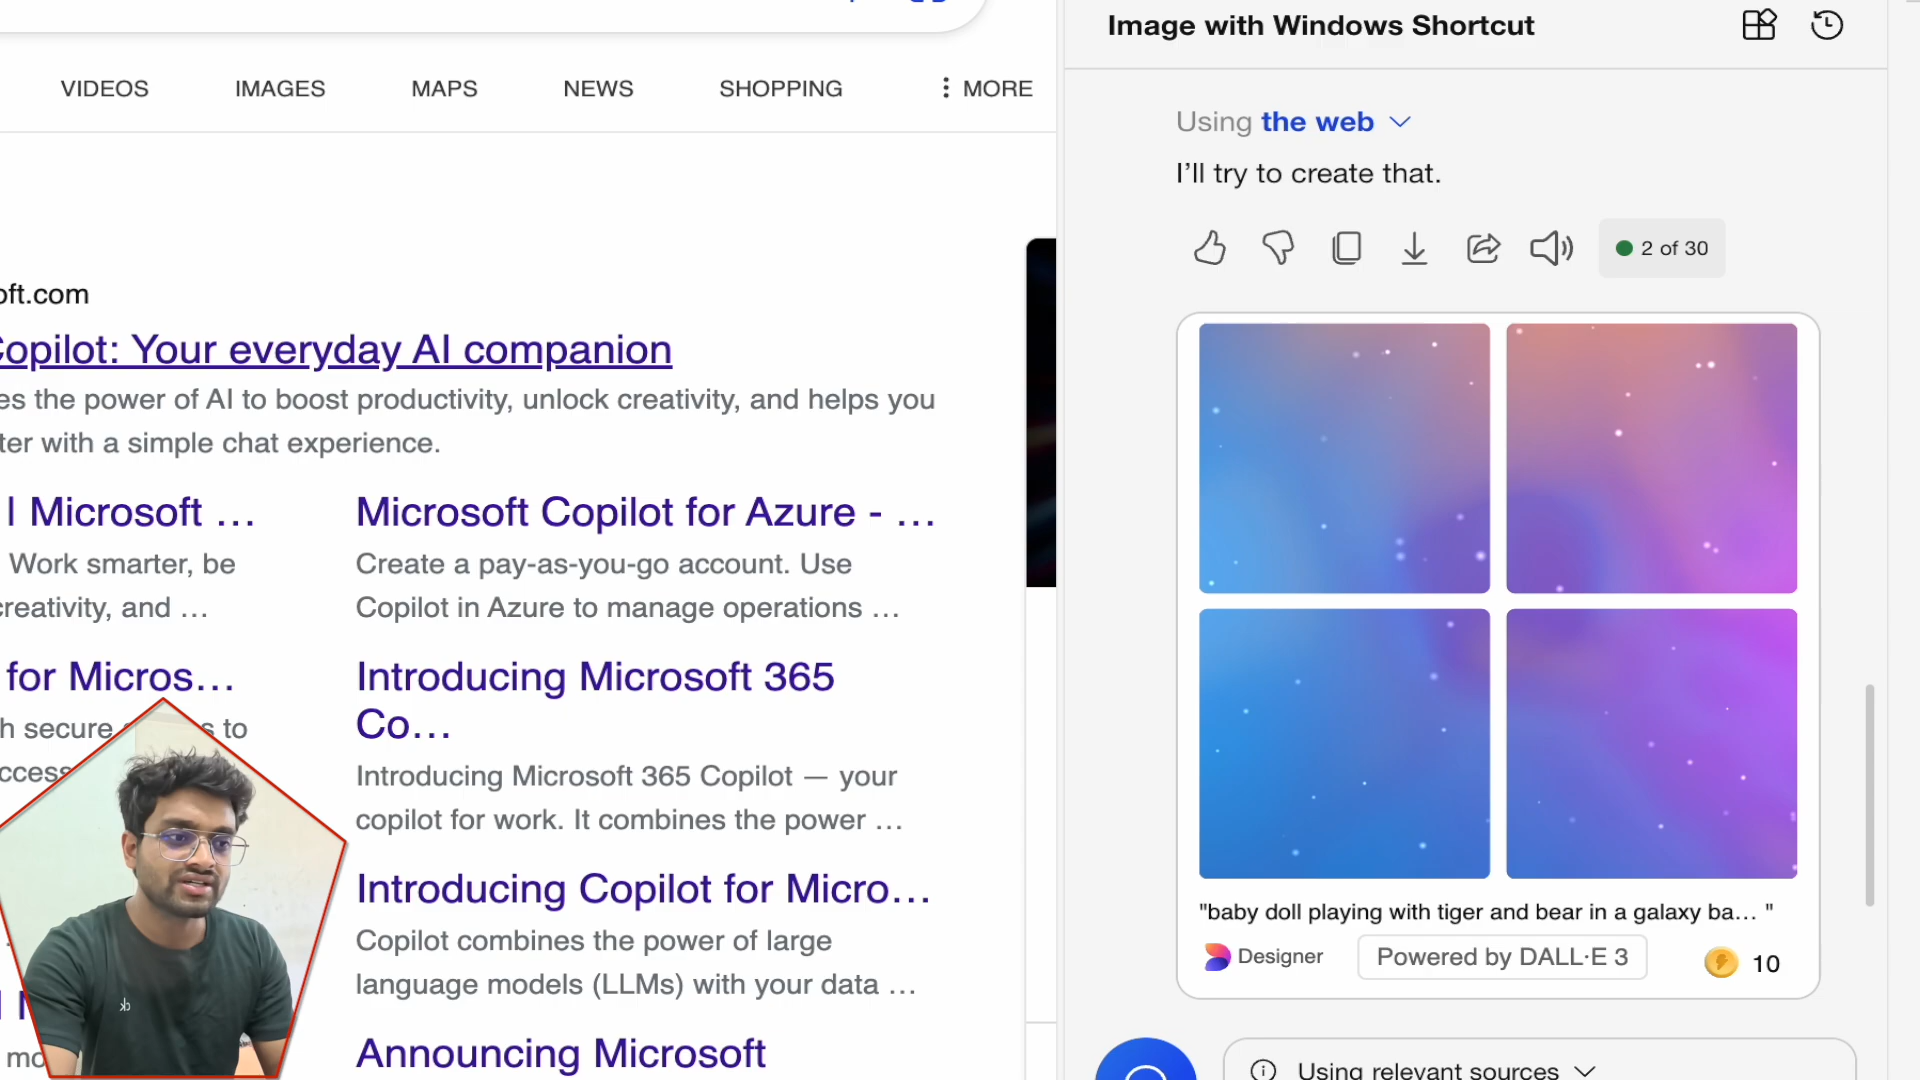 VIDEOS IMAGES MAPS NEWS SHOPPING MORE
oft.com
Copilot: Your everyday AI companion
es the power of AI to boost productivity, unlock creativity, and helps you
ter with a simple chat experience.
| Microsoft ...
Work smarter, be
creativity, and ...
for Micros...
h secure to
ccess
Microsoft Copilot for Azure - ...
Create a pay-as-you-go account. Use
Copilot in Azure to manage operations ...
Introducing Microsoft 365
Co...
Introducing Microsoft 365 Copilot — your
copilot for work. It combines the power ...
Introducing Copilot for Micro...
Copilot combines the power of large
language models (LLMs) with your data ...
Announcing Microsoft
Image with Windows Shortcut
Using the web
I'll try to create that.
2 of 30
"baby doll playing with tiger and bear in a galaxy ba... "
Designer Powered by DALL·E 3 10
Using relevant sources